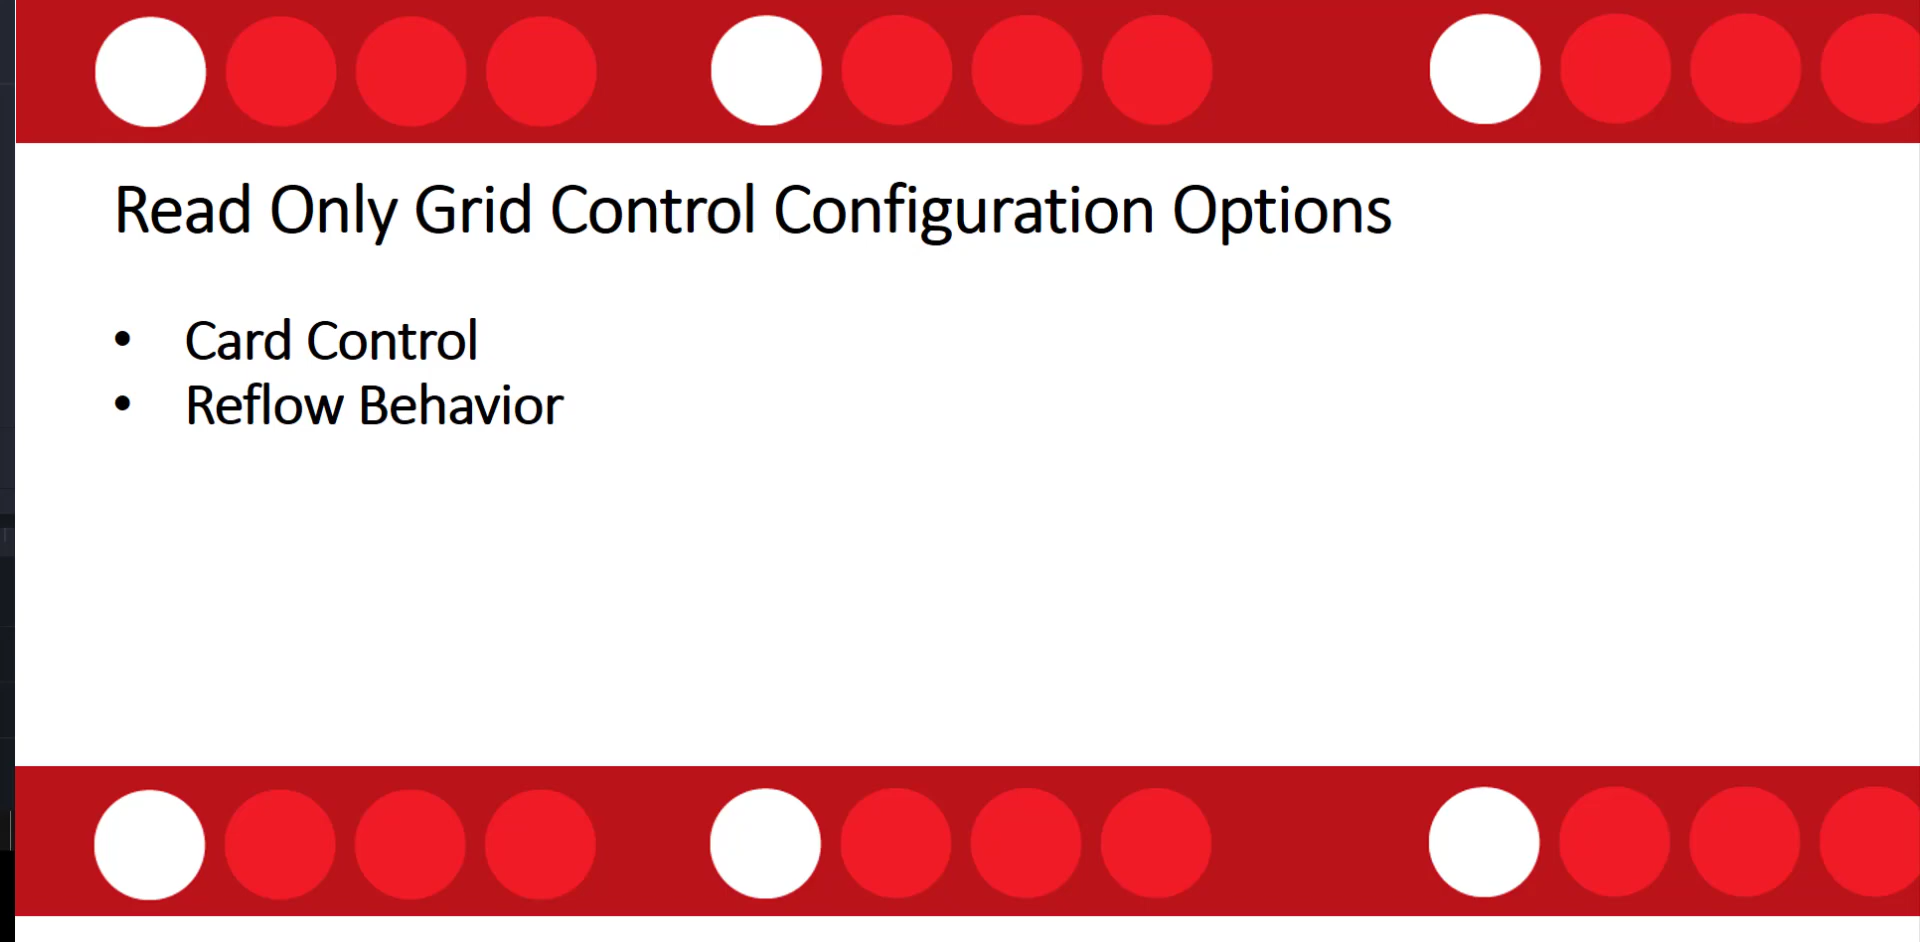 Read Only Grid Control Configuration Options
• Card Control
• Reflow Behavior